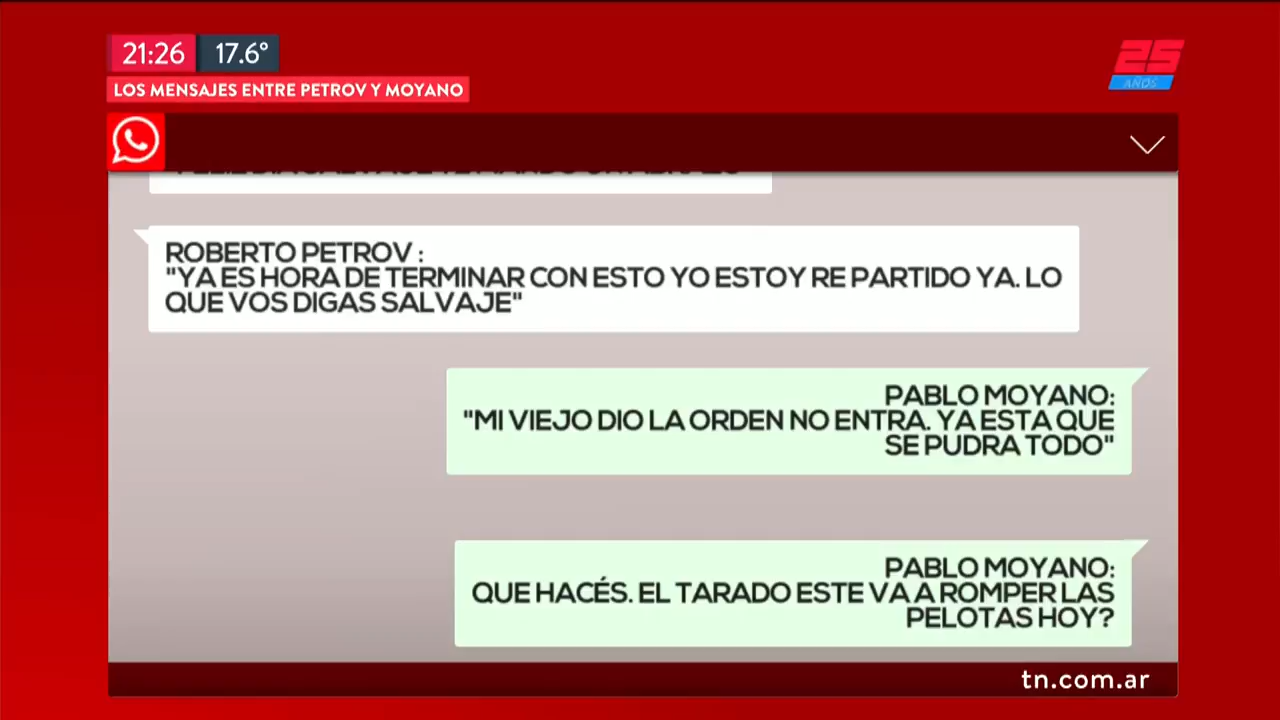 21:26 17.6°
25
AÑOS
LOS MENSAJES ENTRE PETROV Y MOYANO
ROBERTO PETROV :
"YA ES HORA DE TERMINAR CON ESTO YO ESTOY RE PARTIDO YA. LO
QUE VOS DIGAS SALVAJE"
PABLO MOYANO:
"MI VIEJO DIO LA ORDEN NO ENTRA. YA ESTA QUE
SE PUDRA TODO"
PABLO MOYANO:
QUE HACÉS. EL TARADO ESTE VA A ROMPER LAS
PELOTAS HOY?
tn.com.ar